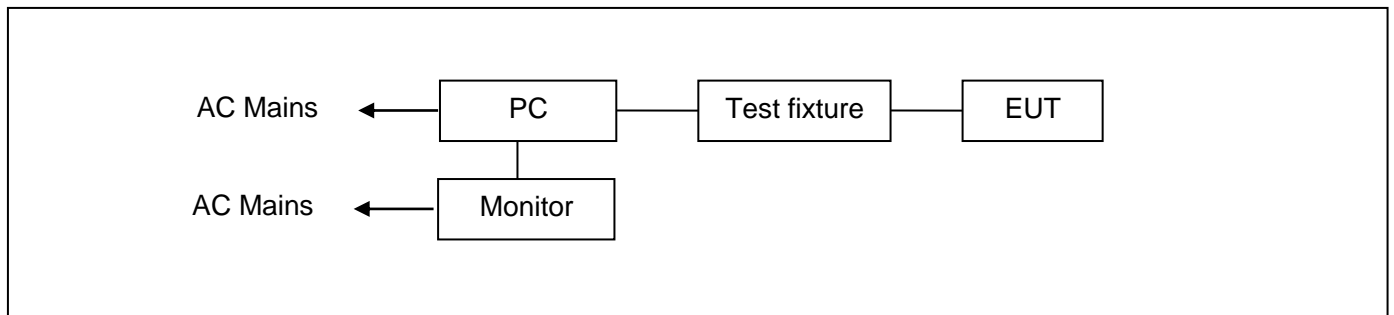 AC Mains
PC
Test fixture
EUT
AC Mains
Monitor